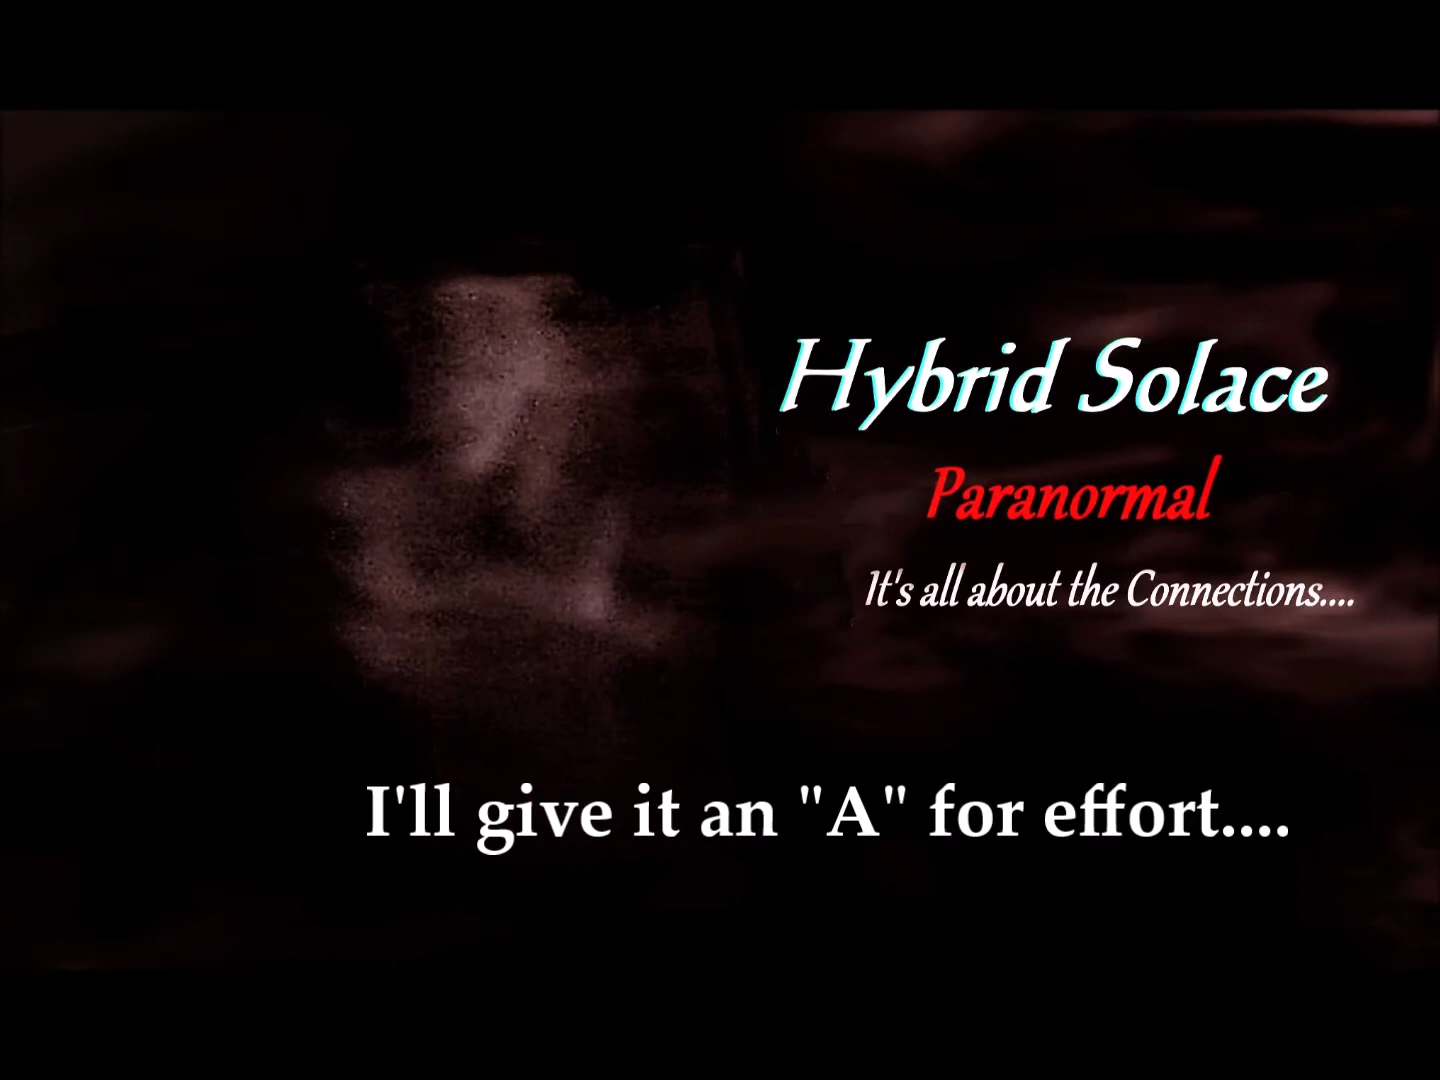 Hybrid Solace
Paranormal
It's all about the Connections....
I'll give it an "A" for effort....